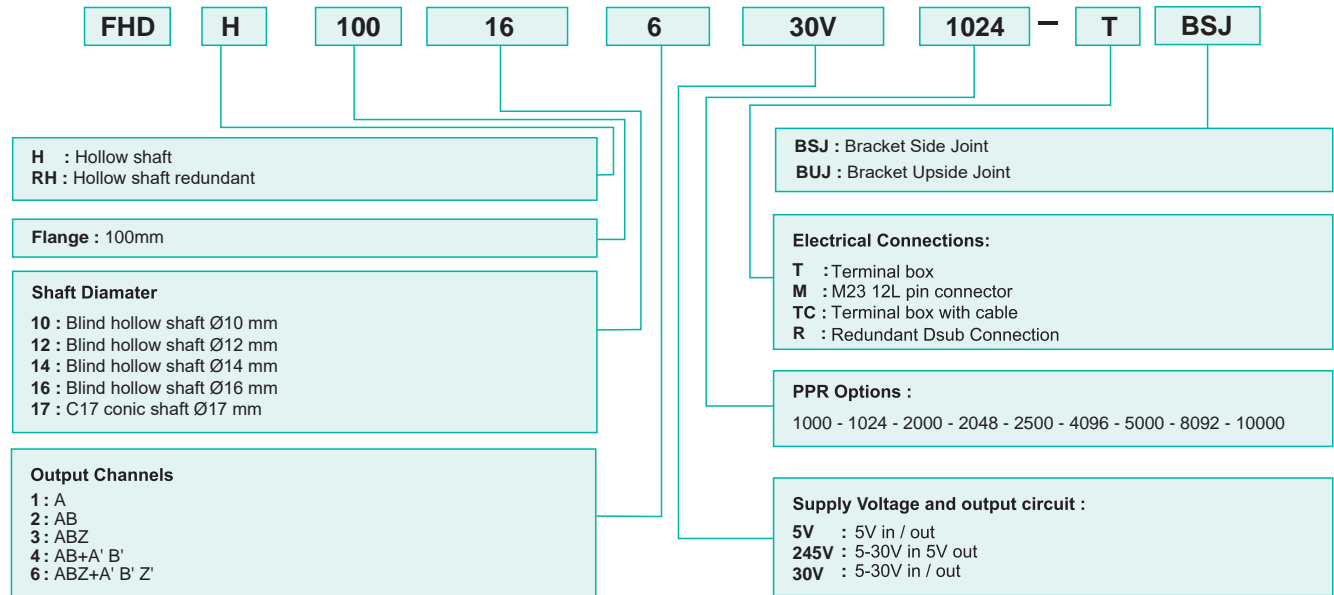 FHD H 100 16 6 30V 1024 – T BSJ
H : Hollow shaft
RH : Hollow shaft redundant
Flange : 100mm
Shaft Diamater
10 : Blind hollow shaft Ø10 mm
12 : Blind hollow shaft Ø12 mm
14 : Blind hollow shaft Ø14 mm
16 : Blind hollow shaft Ø16 mm
17 : C17 conic shaft Ø17 mm
Output Channels
1 : A
2 : AB
3 : ABZ
4 : AB+A' B'
6 : ABZ+A' B' Z'
BSJ : Bracket Side Joint
BUJ : Bracket Upside Joint
Electrical Connections:
T : Terminal box
M : M23 12L pin connector
TC : Terminal box with cable
R : Redundant Dsub Connection
PPR Options :
1000 - 1024 - 2000 - 2048 - 2500 - 4096 - 5000 - 8092 - 10000
Supply Voltage and output circuit :
5V : 5V in / out
245V : 5-30V in 5V out
30V : 5-30V in / out